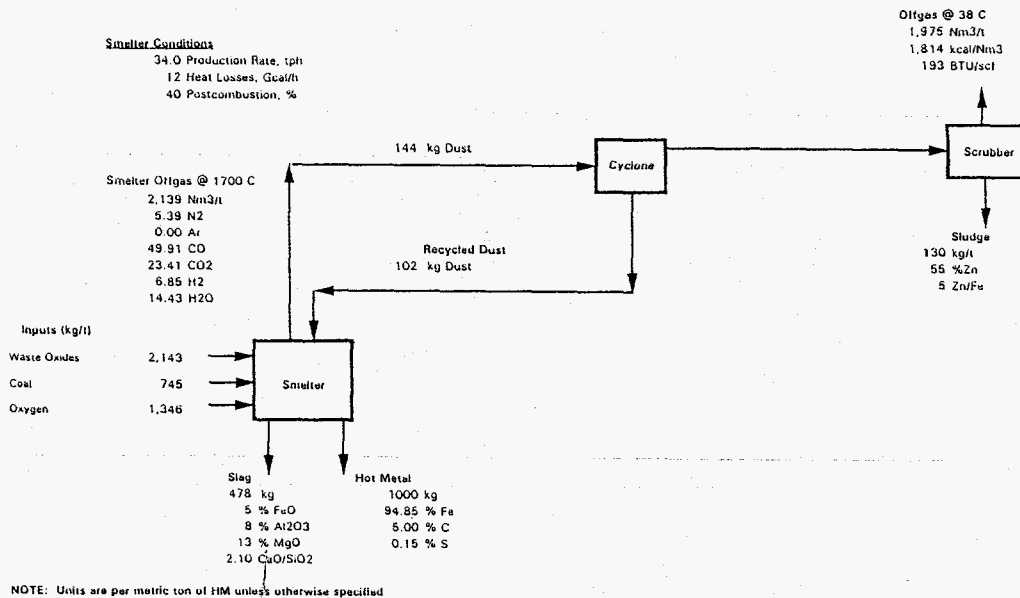 Offgas @ 38 C
1,975 Nm3/t
1,814 kcal/Nm3
193 BTU/scf
Smelter Conditions
34.0 Production Rate, tph
12 Heat Losses, Gcal/h
40 Postcombustion, %
144 kg Dust
Cyclone
Scrubber
Smelter Offgas @ 1700 C
2,139 Nm3/t
5.39 N2
0.00 Ar
49.91 CO
23.41 CO2
6.85 H2
14.43 H2O
Recycled Dust
102 kg Dust
Sludge
130 kg/t
55 %Zn
5 Zn/Fe
Inputs (kg/t)
Waste Oxides 2,143
Coal 745
Oxygen 1,346
Smelter
Slag
478 kg
5 % FeO
8 % Al2O3
13 % MgO
2.10 CaO/SiO2
Hot Metal
1000 kg
94.85 % Fe
5.00 % C
0.15 % S
NOTE: Units are per metric ton of HM unless otherwise specified